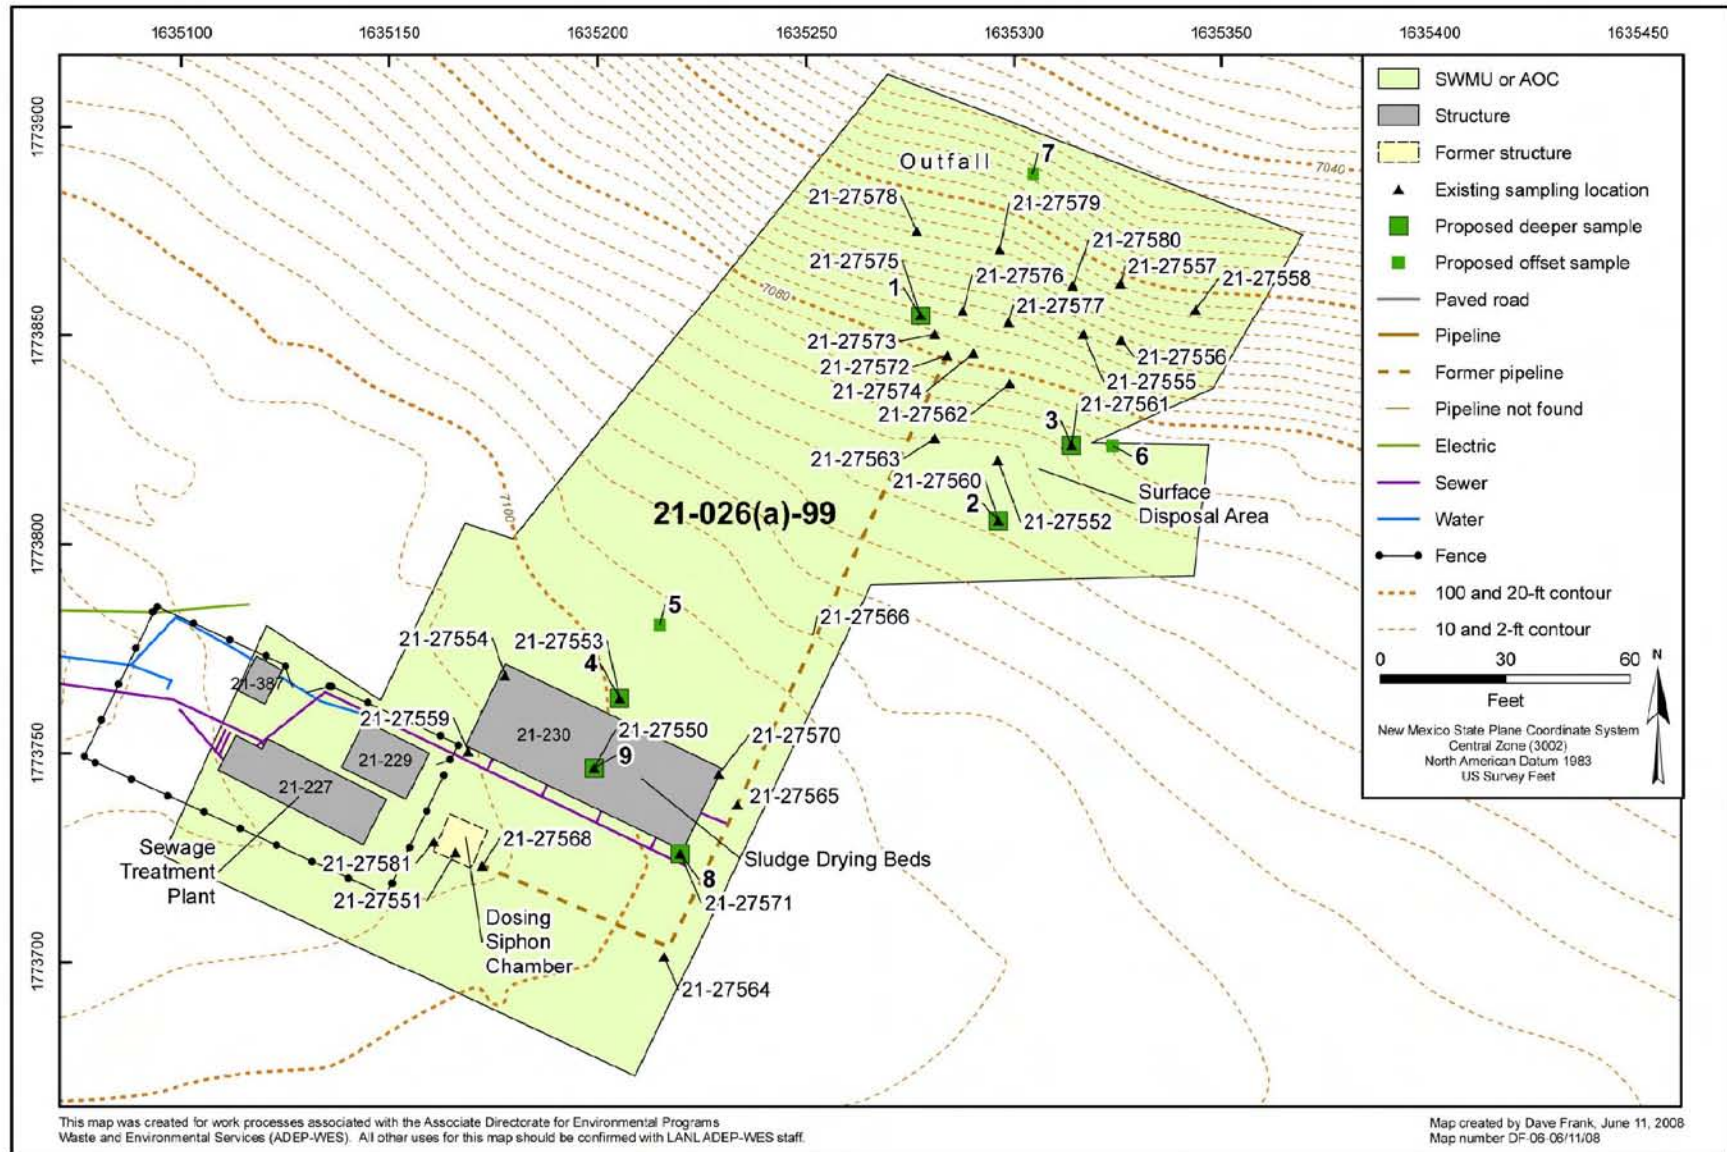 1635100
1635150
1635200
1635250
1635300
1635350
1635400
1635450
1773900
1773850
1773800
1773750
1773700
Outfall
7
7040
21-27578
21-27579
21-27580
21-27575
21-27576
21-27557
21-27558
1
21-27577
7080
21-27573
21-27572
21-27556
21-27574
21-27555
21-27562
21-27561
3
21-27563
6
21-27560
2
Surface
Disposal Area
21-27552
7100
21-026(a)-99
5
21-27566
21-27554
21-27553
4
21-387
21-27559
21-230
21-27550
21-27570
9
21-229
21-227
21-27565
Sewage
Treatment
Plant
21-27568
21-27581
21-27551
Sludge Drying Beds
8
21-27571
Dosing
Siphon
Chamber
21-27564
SWMU or AOC
Structure
Former structure
Existing sampling location
Proposed deeper sample
Proposed offset sample
Paved road
Pipeline
Former pipeline
Pipeline not found
Electric
Sewer
Water
Fence
100 and 20-ft contour
10 and 2-ft contour
0 30 60
N
Feet
New Mexico State Plane Coordinate System
Central Zone (3002)
North American Datum 1983
US Survey Feet
This map was created for work processes associated with the Associate Directorate for Environmental Programs
Waste and Environmental Services (ADEP-WES). All other uses for this map should be confirmed with LANL ADEP-WES staff.
Map created by Dave Frank, June 11, 2008
Map number DF-06-06/11/08